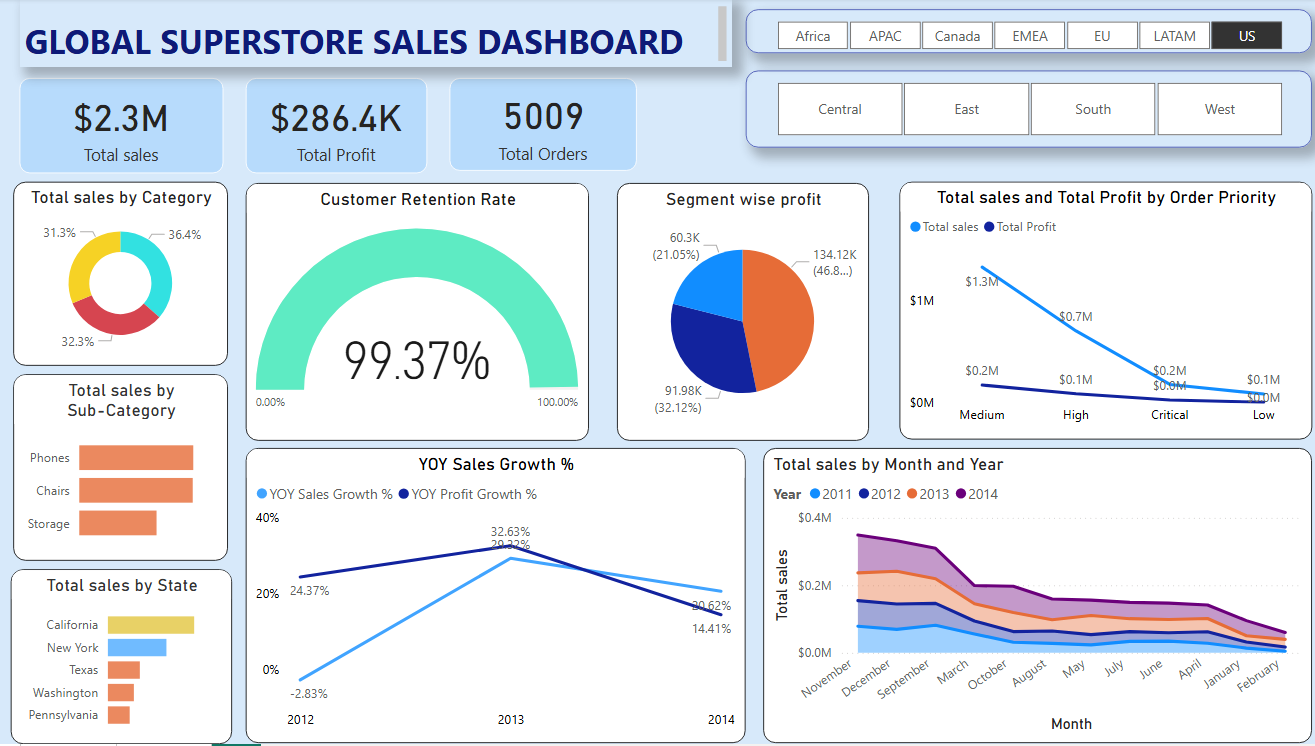 GLOBAL SUPERSTORE SALES DASHBOARD
Africa APAC Canada EMEA EU LATAM US
Central East South West
$2.3M
Total sales
$286.4K
Total Profit
5009
Total Orders
Total sales by Category
31.3%
36.4%
32.3%
Customer Retention Rate
99.37%
0.00%
100.00%
Segment wise profit
60.3K
(21.05%)
134.12K
(46.8...)
91.98K
(32.12%)
Total sales and Total Profit by Order Priority
Total sales Total Profit
$1M
$0M
$1.3M
$0.7M
$0.2M
$0.1M
$0.2M
$0.1M
$0.0M
$0.0M
Medium High Critical Low
Total sales by
Sub-Category
Phones
Chairs
Storage
Total sales by State
California
New York
Texas
Washington
Pennsylvania
YOY Sales Growth %
YOY Sales Growth % YOY Profit Growth %
40%
20%
0%
32.63%
29.32%
24.37%
20.62%
14.41%
-2.83%
2012 2013 2014
Total sales by Month and Year
Year 2011 2012 2013 2014
Total sales
$0.4M
$0.2M
$0.0M
November December September March October August May July June April January February
Month